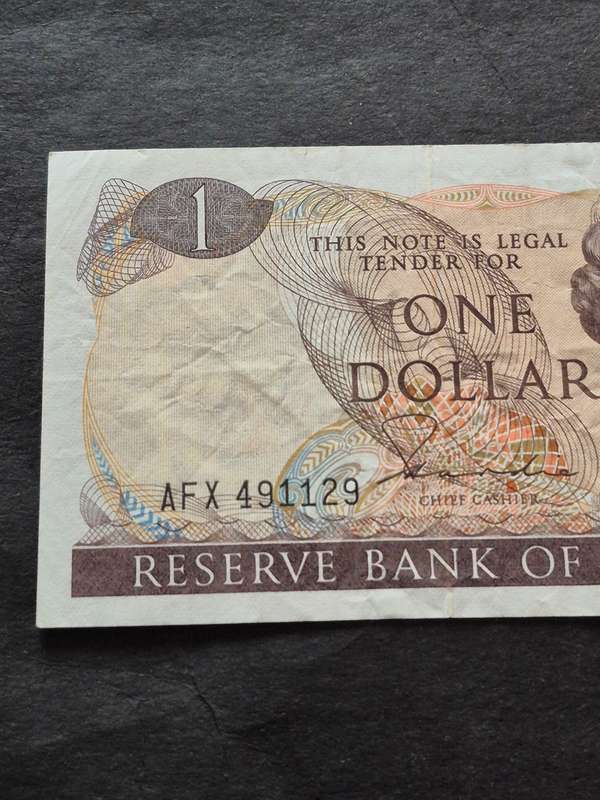 1
THIS NOTE IS LEGAL
TENDER FOR
ONE
DOLLAR
CHIEF CASHIER
AFX 491129
RESERVE BANK OF